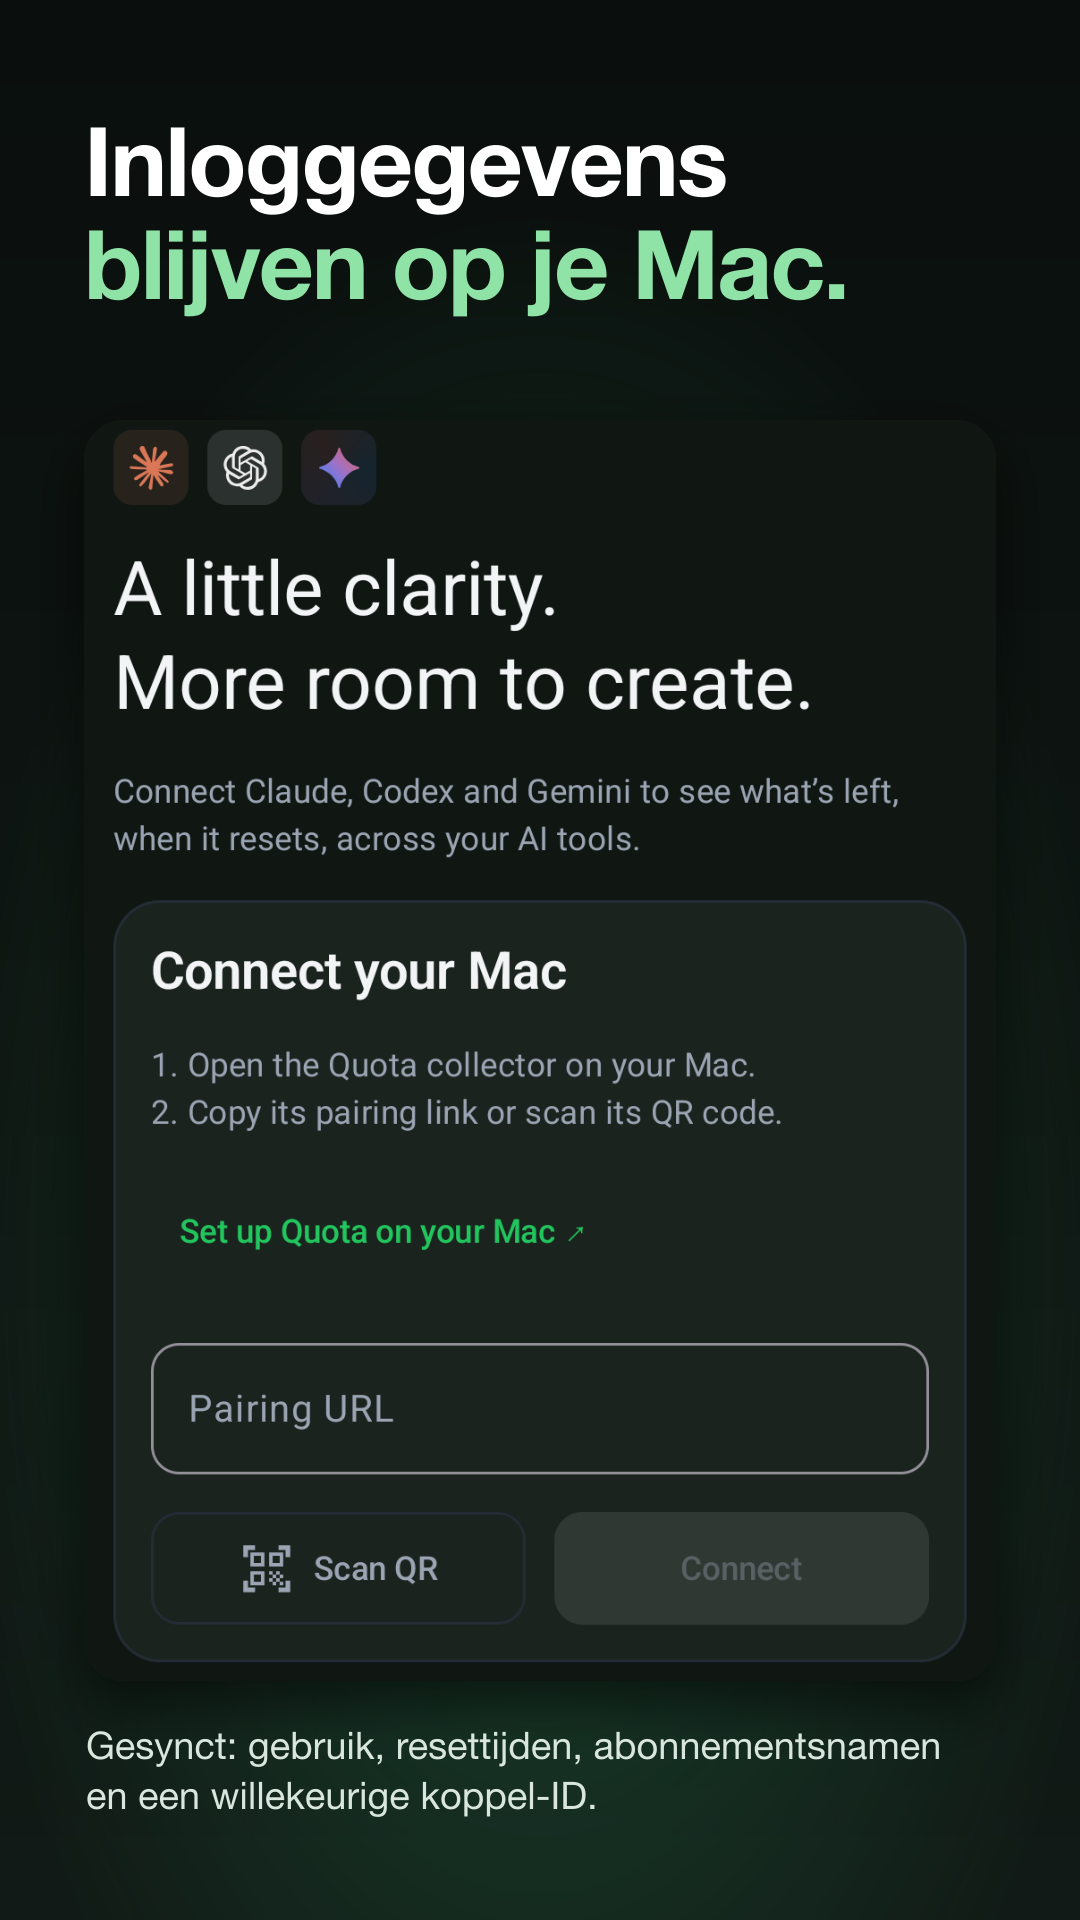 Inloggegevens
blijven op je Mac.
A little clarity.
More room to create.
Connect Claude, Codex and Gemini to see what’s left,
when it resets, across your AI tools.
Connect your Mac
1. Open the Quota collector on your Mac.
2. Copy its pairing link or scan its QR code.
Set up Quota on your Mac ↗
Pairing URL
Scan QR
Connect
Gesynct: gebruik, resettijden, abonnementsnamen
en een willekeurige koppel-ID.